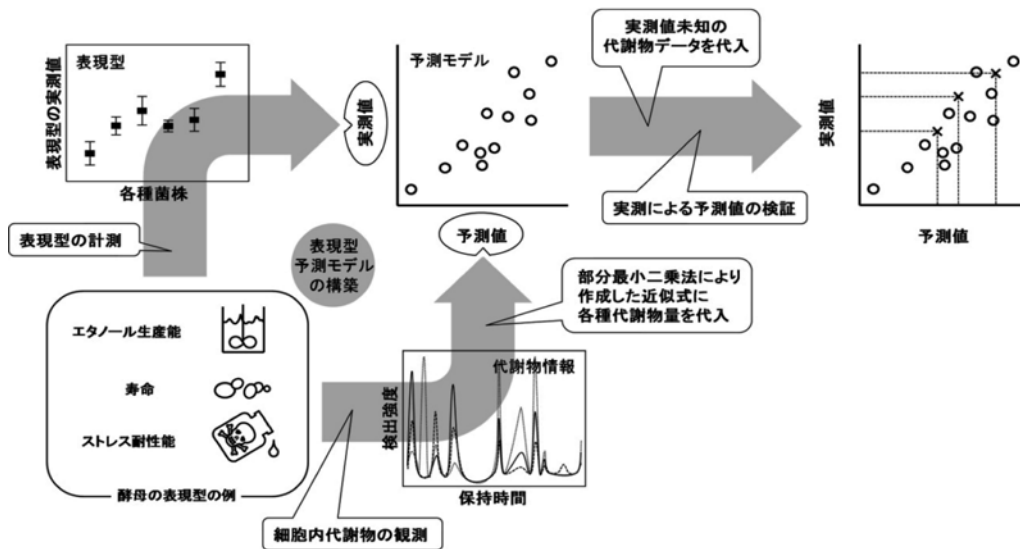 表現型
表現型の実測値
各種菌株
表現型の計測
実測値
予測モデル
予測値
表現型
予測モデル
の構築
実測値未知の
代謝物データを代入
実測による予測値の検証
実測値
予測値
部分最小二乗法により
作成した近似式に
各種代謝物量を代入
エタノール生産能
寿命
ストレス耐性能
酵母の表現型の例
代謝物情報
検出強度
保持時間
細胞内代謝物の観測